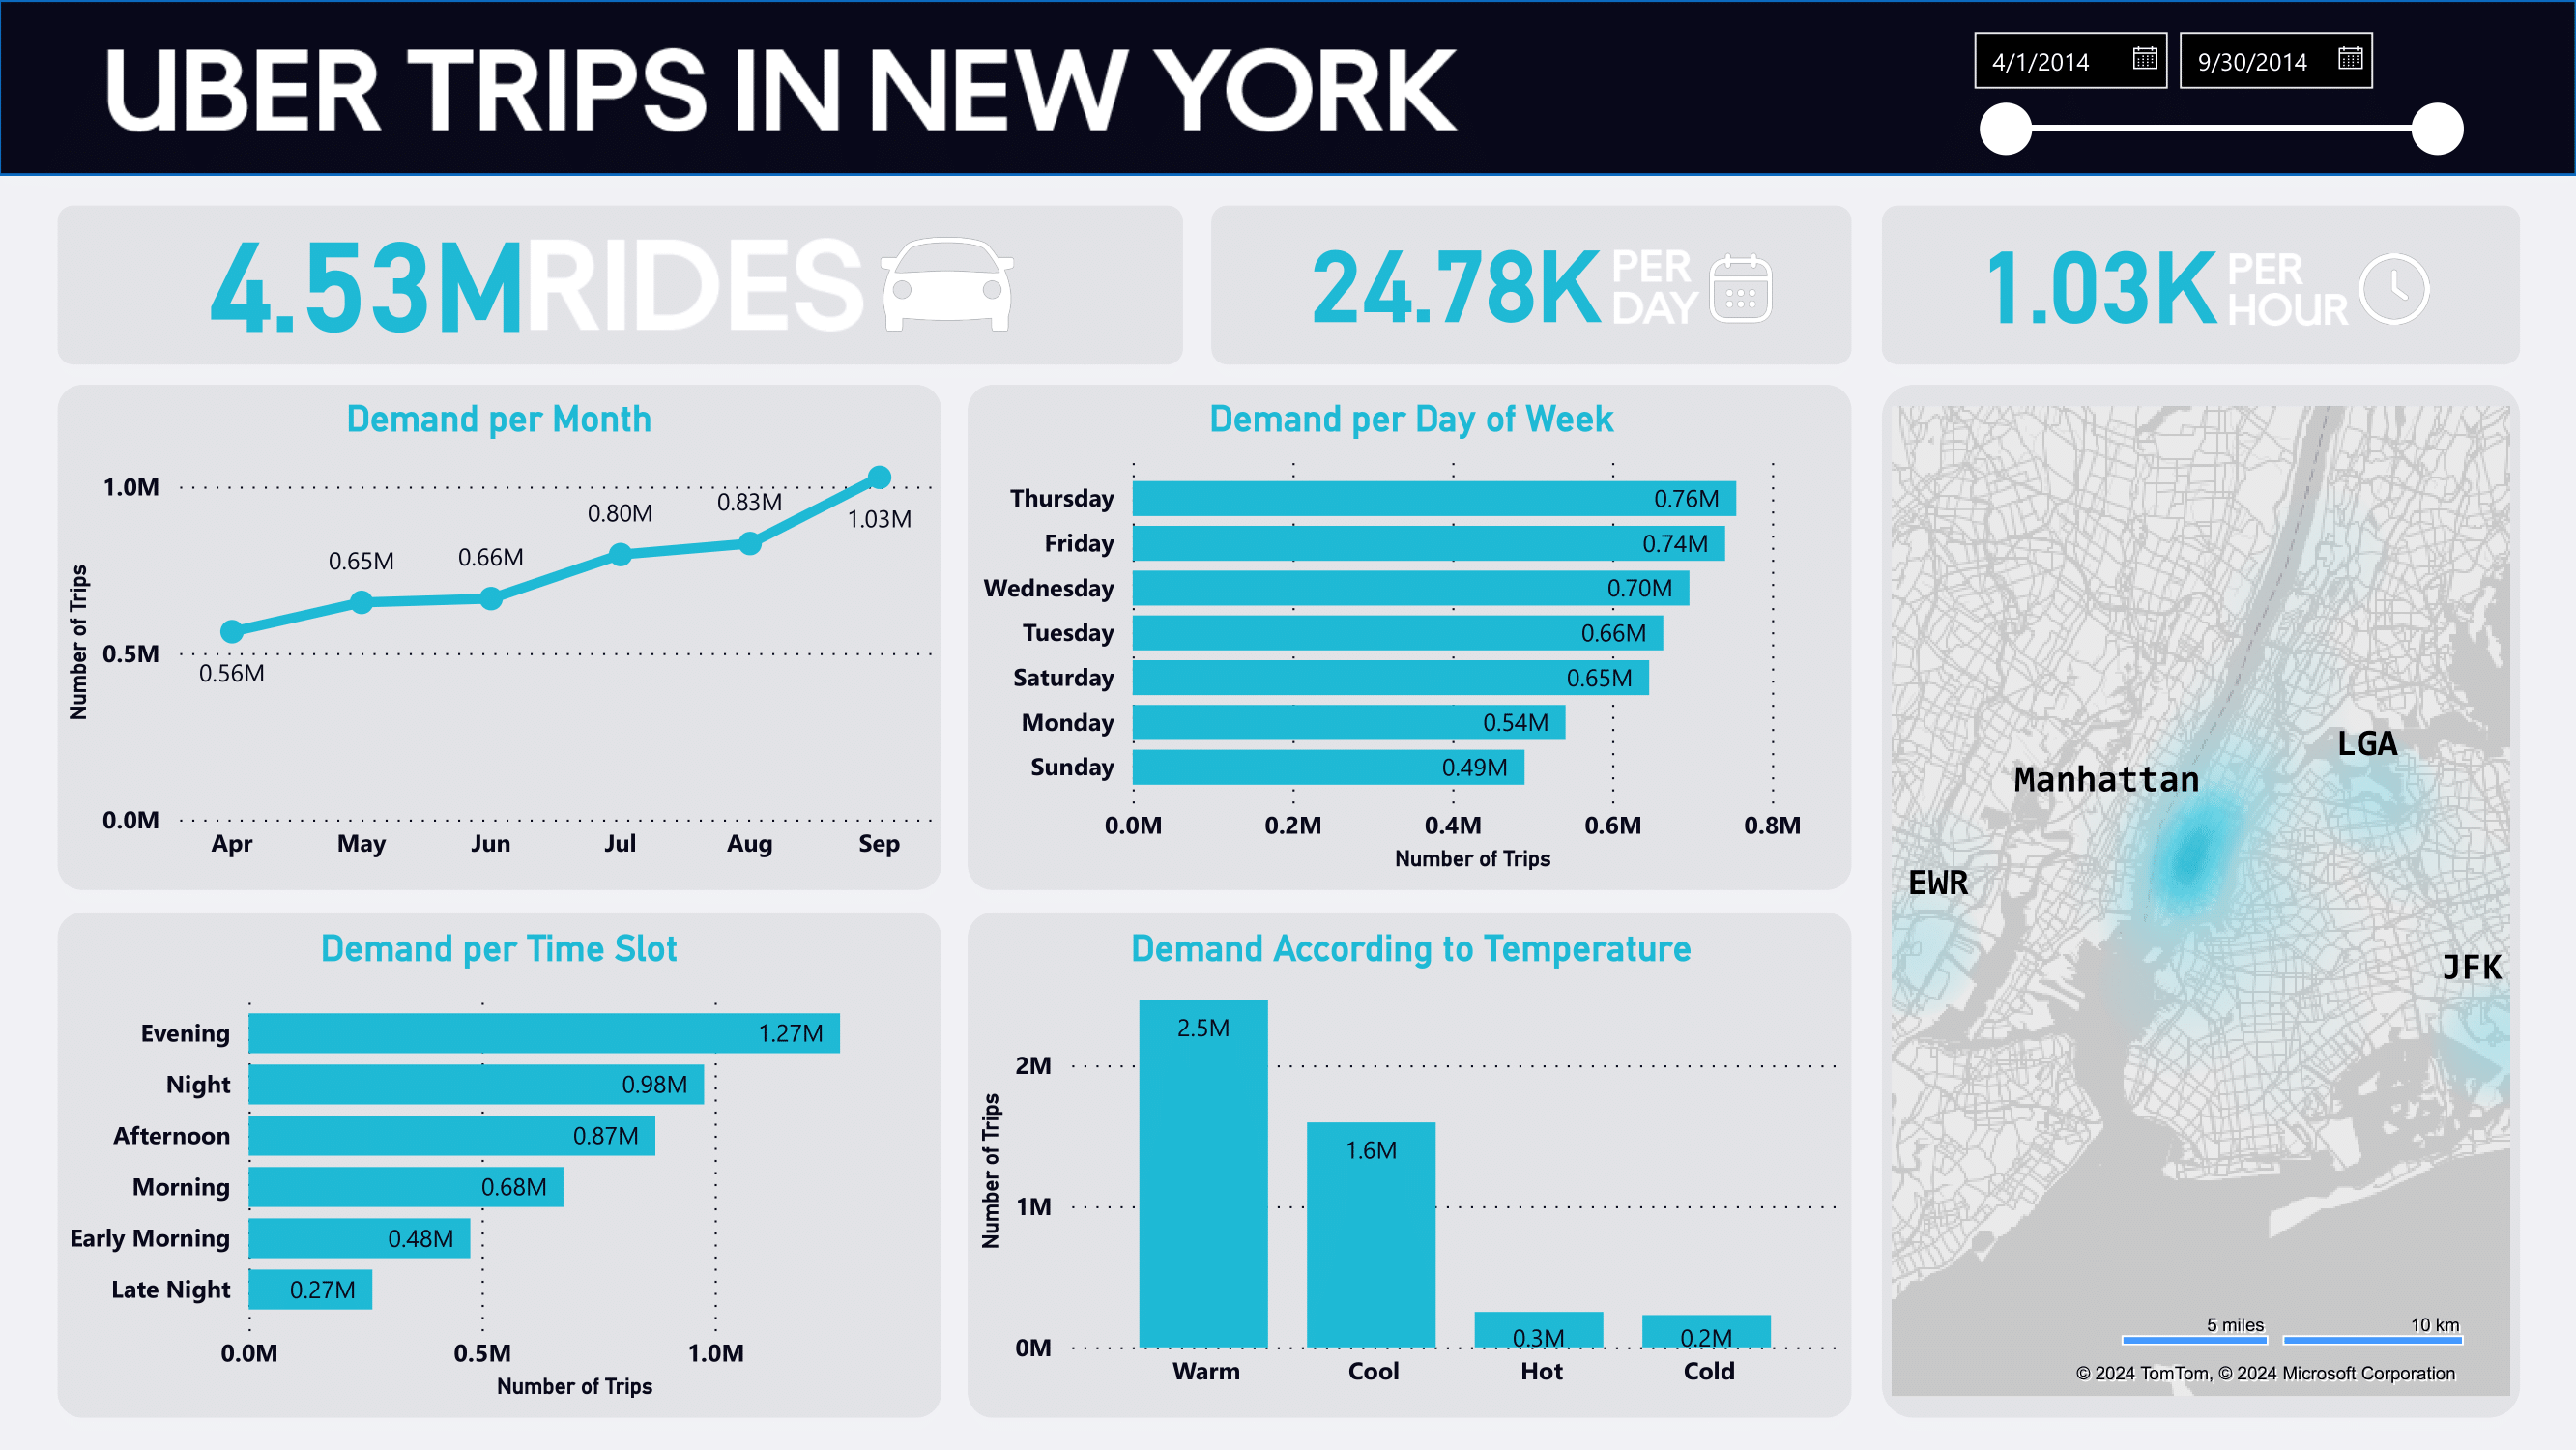 UBER TRIPS IN NEW YORK
4/1/2014
9/30/2014
4.53M RIDES
24.78K PER DAY
1.03K PER HOUR
Demand per Month
Number of Trips
1.0M
0.5M
0.0M
0.56M
0.65M
0.66M
0.80M
0.83M
1.03M
Apr May Jun Jul Aug Sep
Demand per Day of Week
Thursday 0.76M
Friday 0.74M
Wednesday 0.70M
Tuesday 0.66M
Saturday 0.65M
Monday 0.54M
Sunday 0.49M
0.0M 0.2M 0.4M 0.6M 0.8M
Number of Trips
Demand per Time Slot
Evening 1.27M
Night 0.98M
Afternoon 0.87M
Morning 0.68M
Early Morning 0.48M
Late Night 0.27M
0.0M 0.5M 1.0M
Number of Trips
Demand According to Temperature
Number of Trips
2M
1M
0M
2.5M
1.6M
0.3M
0.2M
Warm Cool Hot Cold
LGA
Manhattan
EWR
JFK
5 miles 10 km
© 2024 TomTom, © 2024 Microsoft Corporation